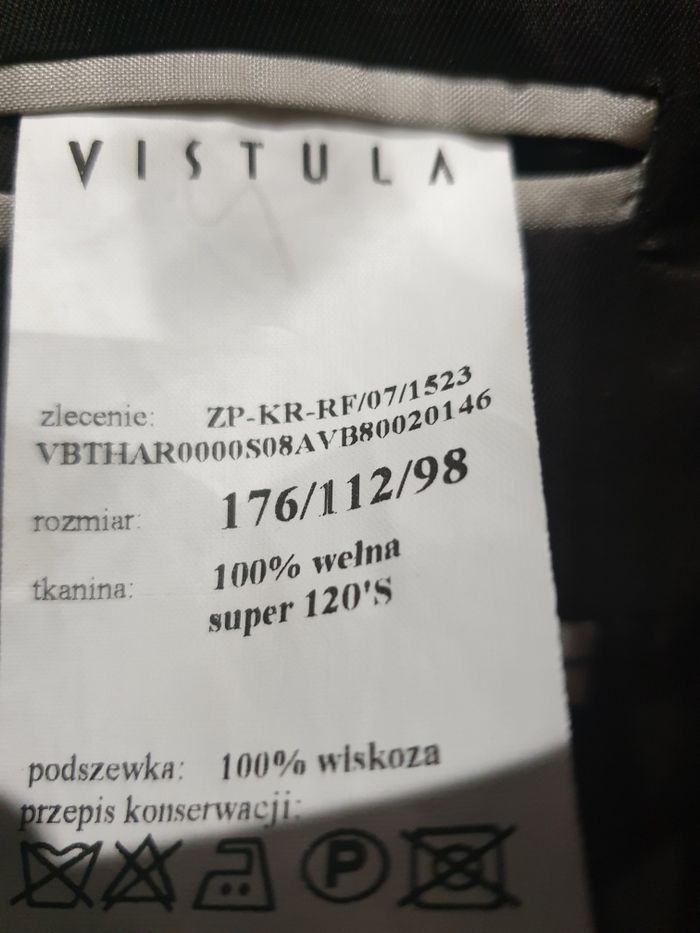 VISTULA
zlecenie: ZP-KR-RF/07/1523
VBTHAR0000S08AVB80020146
rozmiar: 176/112/98
tkanina: 100% wełna
super 120'S
podszewka: 100% wiskoza
przepis konserwacji:
P